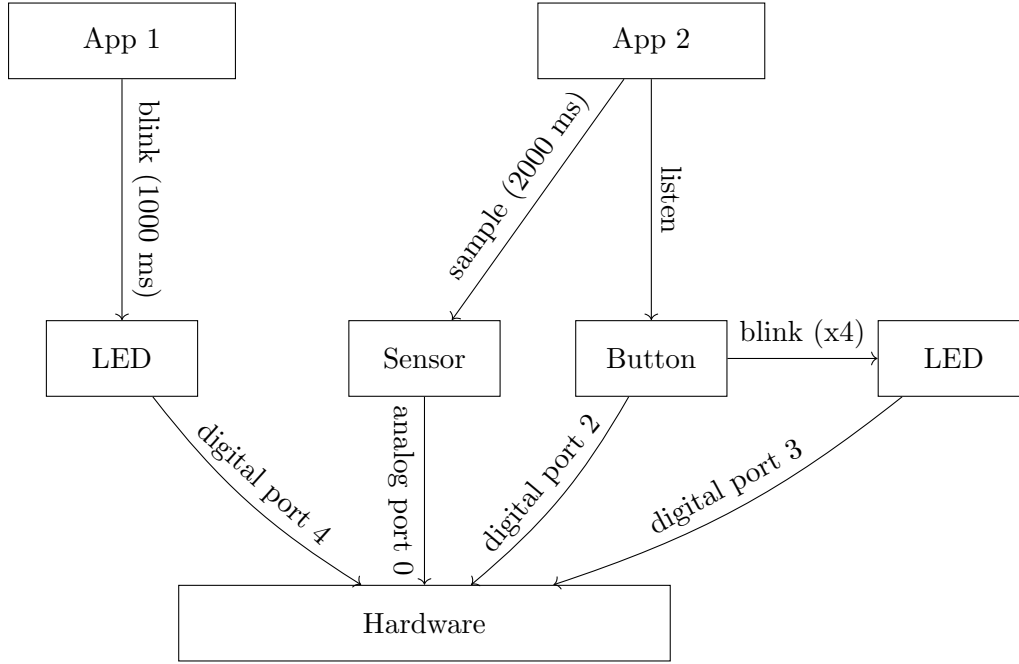 App 1
App 2
blink (1000 ms)
sample (2000 ms)
listen
LED
Sensor
Button
blink (x4)
LED
digital port 4
analog port 0
digital port 2
digital port 3
Hardware